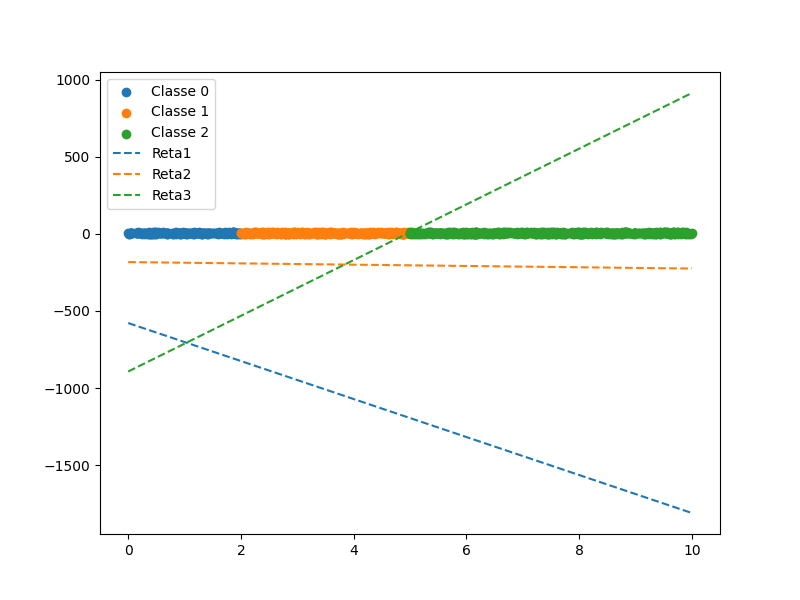 1000
500
0
−500
−1000
−1500
Classe 0
Classe 1
Classe 2
Reta1
Reta2
Reta3
0 2 4 6 8 10